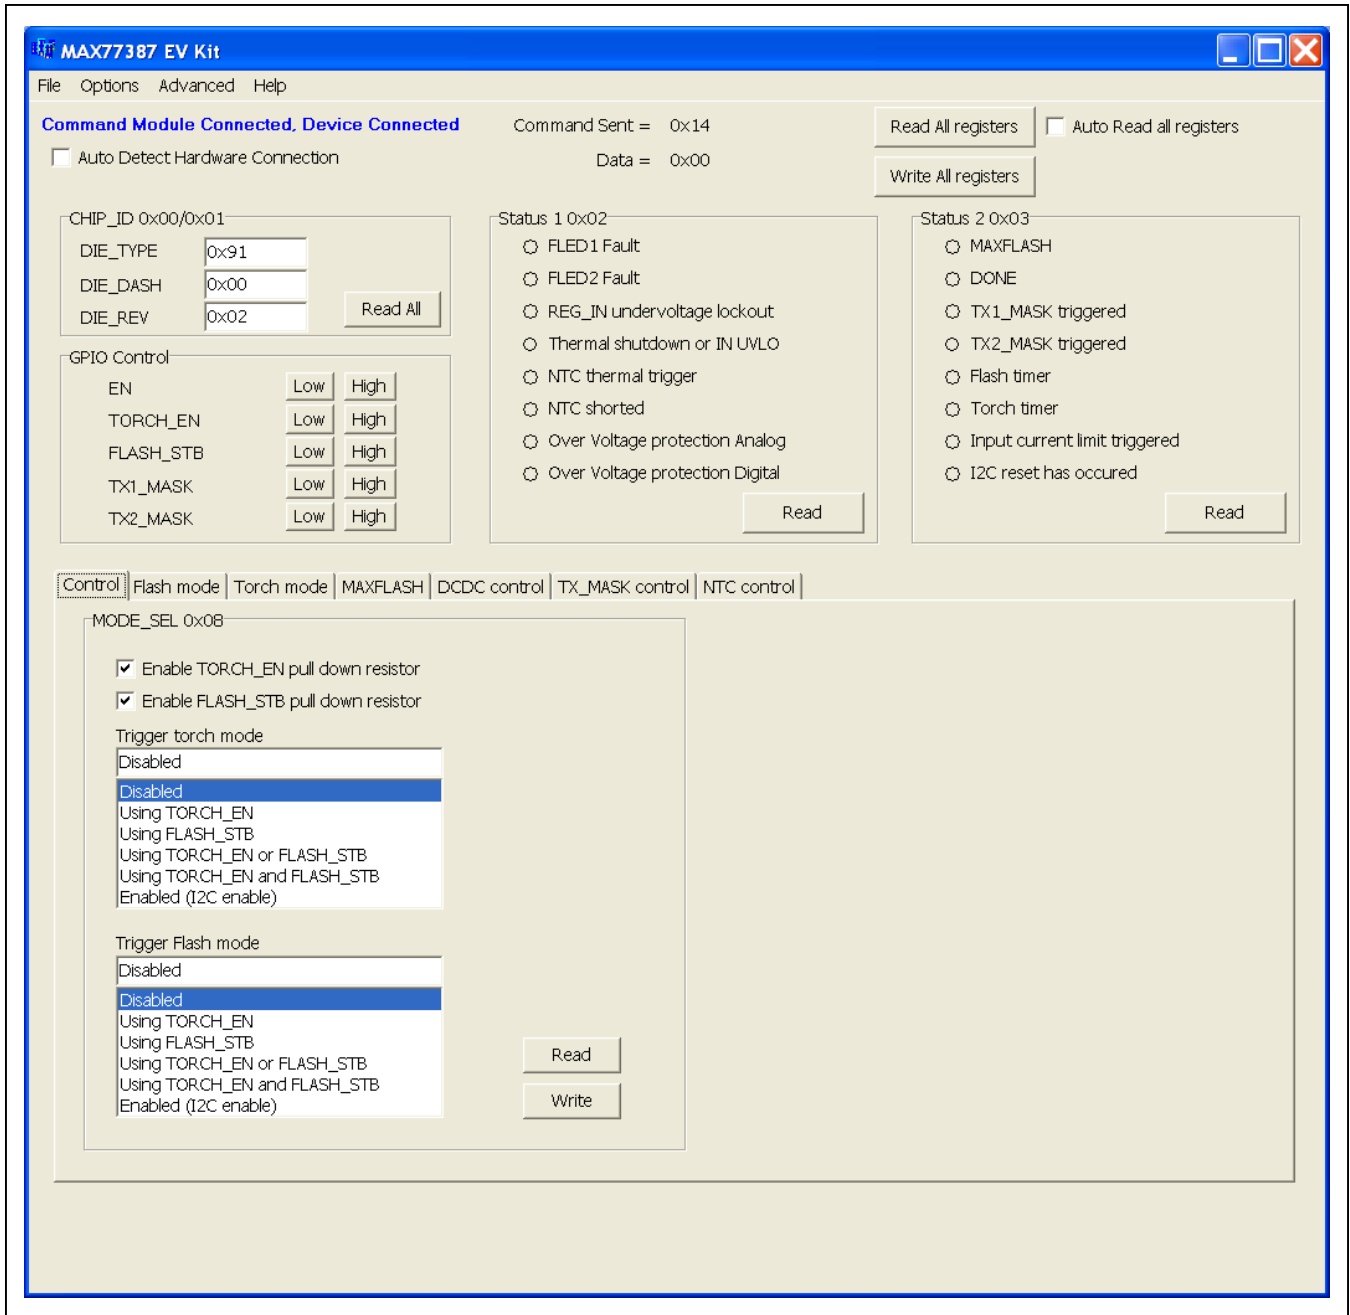 MAX77387 EV Kit
File Options Advanced Help
Command Module Connected, Device Connected
Auto Detect Hardware Connection
Command Sent = 0x14
Data = 0x00
Read All registers
Auto Read all registers
Write All registers
CHIP_ID 0x00/0x01
DIE_TYPE 0x91
DIE_DASH 0x00
DIE_REV 0x02
Read All
GPIO Control
EN Low High
TORCH_EN Low High
FLASH_STB Low High
TX1_MASK Low High
TX2_MASK Low High
Status 1 0x02
FLED1 Fault
FLED2 Fault
REG_IN undervoltage lockout
Thermal shutdown or IN UVLO
NTC thermal trigger
NTC shorted
Over Voltage protection Analog
Over Voltage protection Digital
Read
Status 2 0x03
MAXFLASH
DONE
TX1_MASK triggered
TX2_MASK triggered
Flash timer
Torch timer
Input current limit triggered
I2C reset has occured
Read
Control Flash mode Torch mode MAXFLASH DCDC control TX_MASK control NTC control
MODE_SEL 0x08
Enable TORCH_EN pull down resistor
Enable FLASH_STB pull down resistor
Trigger torch mode
Disabled
Disabled
Using TORCH_EN
Using FLASH_STB
Using TORCH_EN or FLASH_STB
Using TORCH_EN and FLASH_STB
Enabled (I2C enable)
Trigger Flash mode
Disabled
Disabled
Using TORCH_EN
Using FLASH_STB
Using TORCH_EN or FLASH_STB
Using TORCH_EN and FLASH_STB
Enabled (I2C enable)
Read
Write